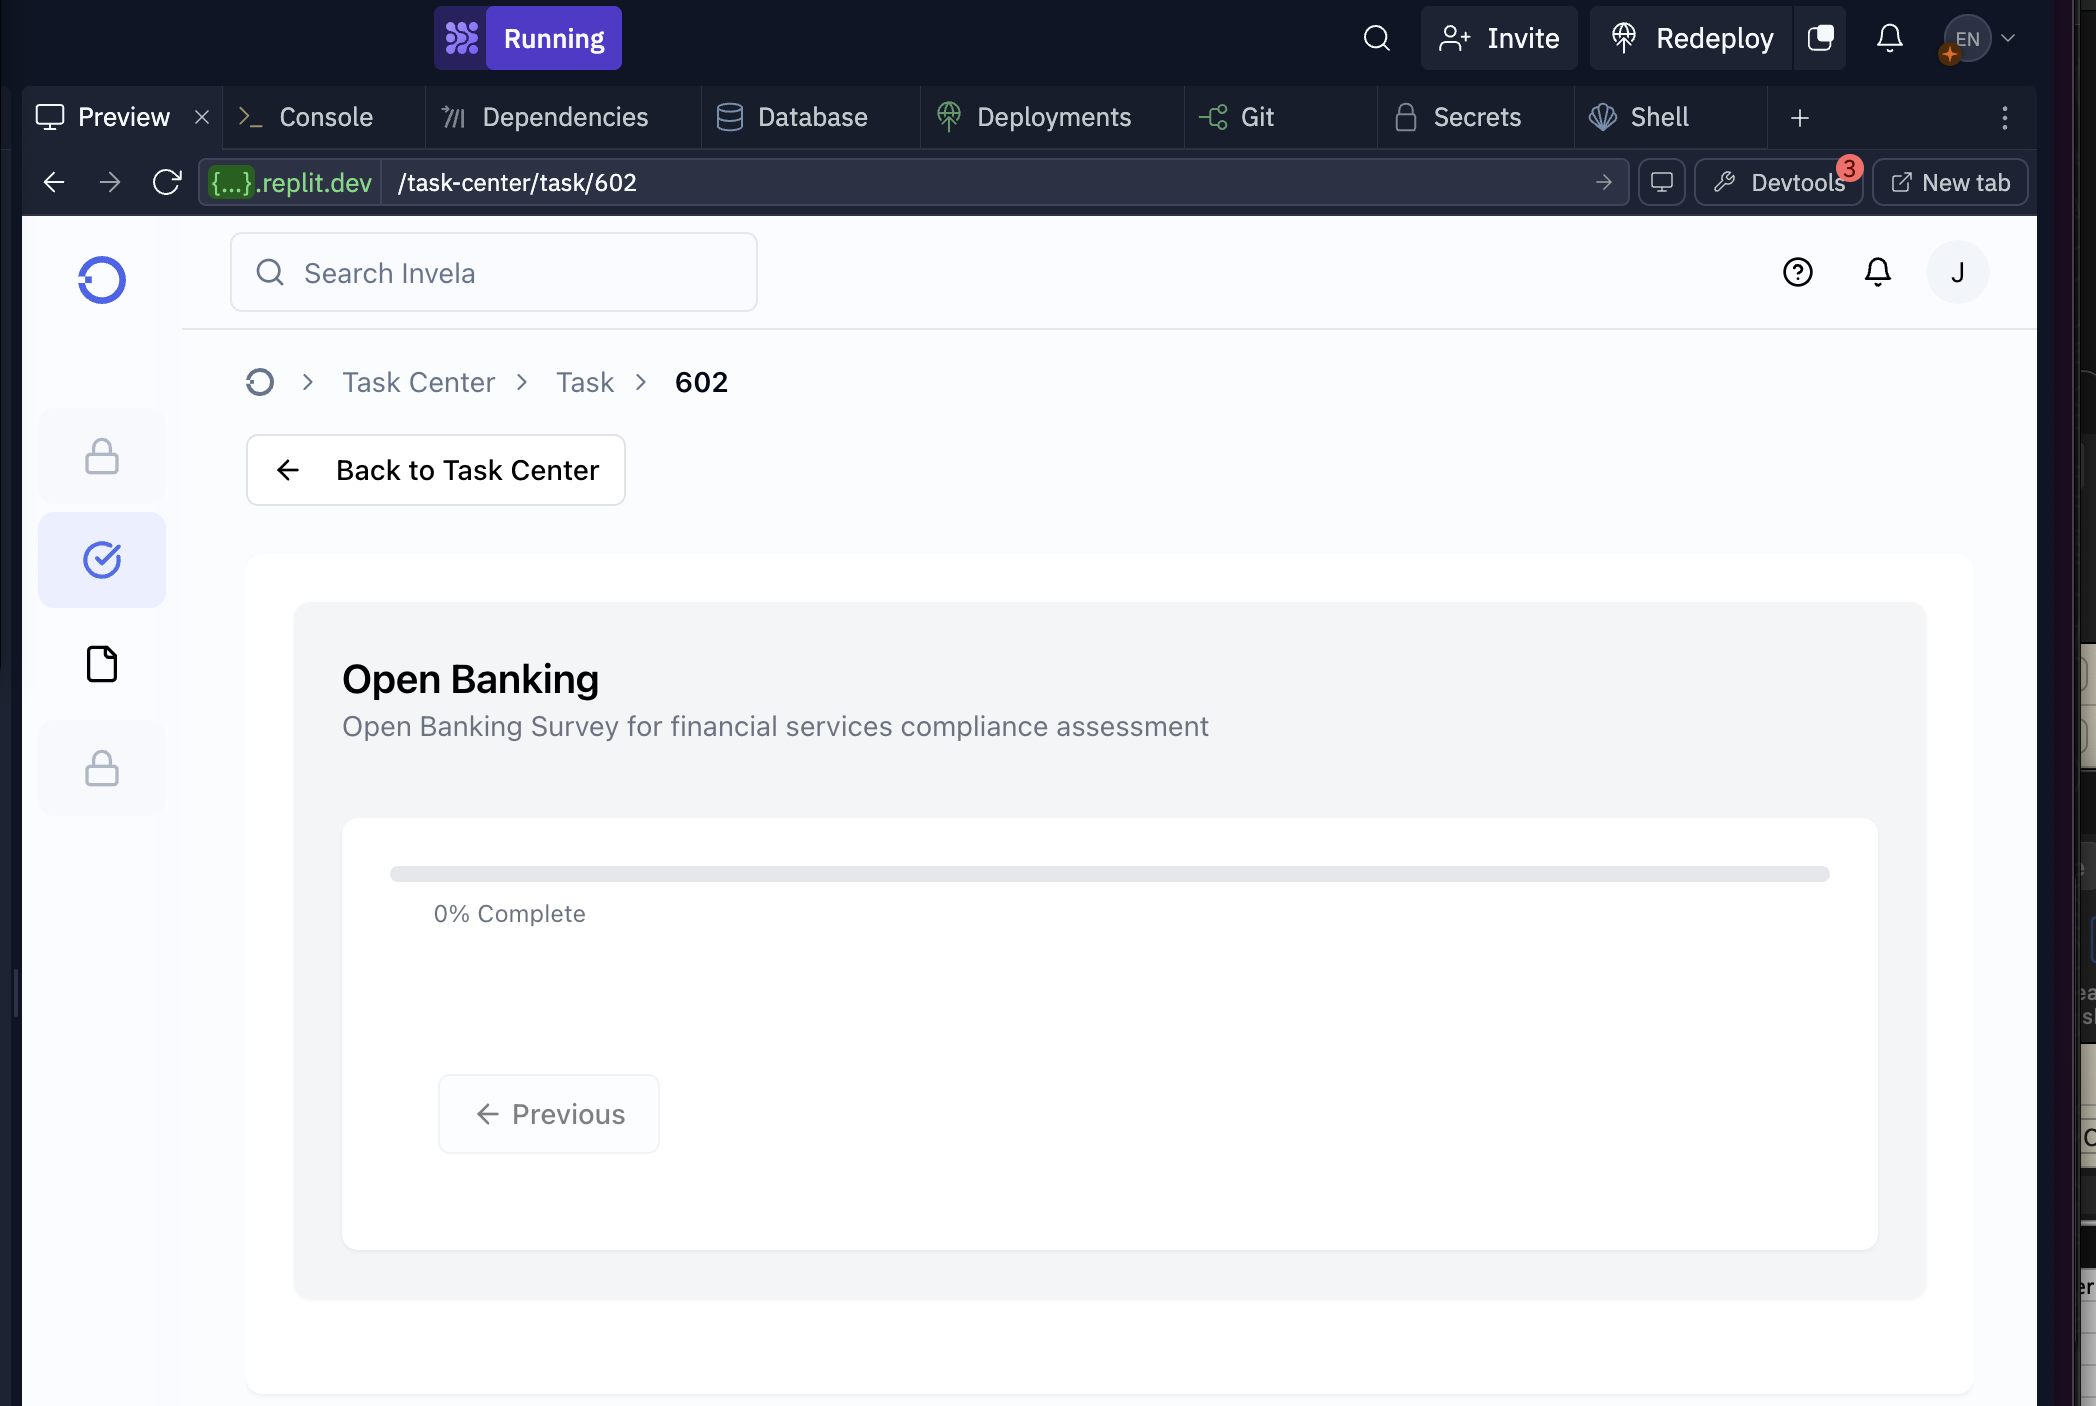 Running
Invite
Redeploy
EN
Preview
Console
Dependencies
Database
Deployments
Git
Secrets
Shell
{...}.replit.dev
/task-center/task/602
Devtools
3
New tab
Search Invela
J
Task Center
Task
602
Back to Task Center
Open Banking
Open Banking Survey for financial services compliance assessment
0% Complete
Previous